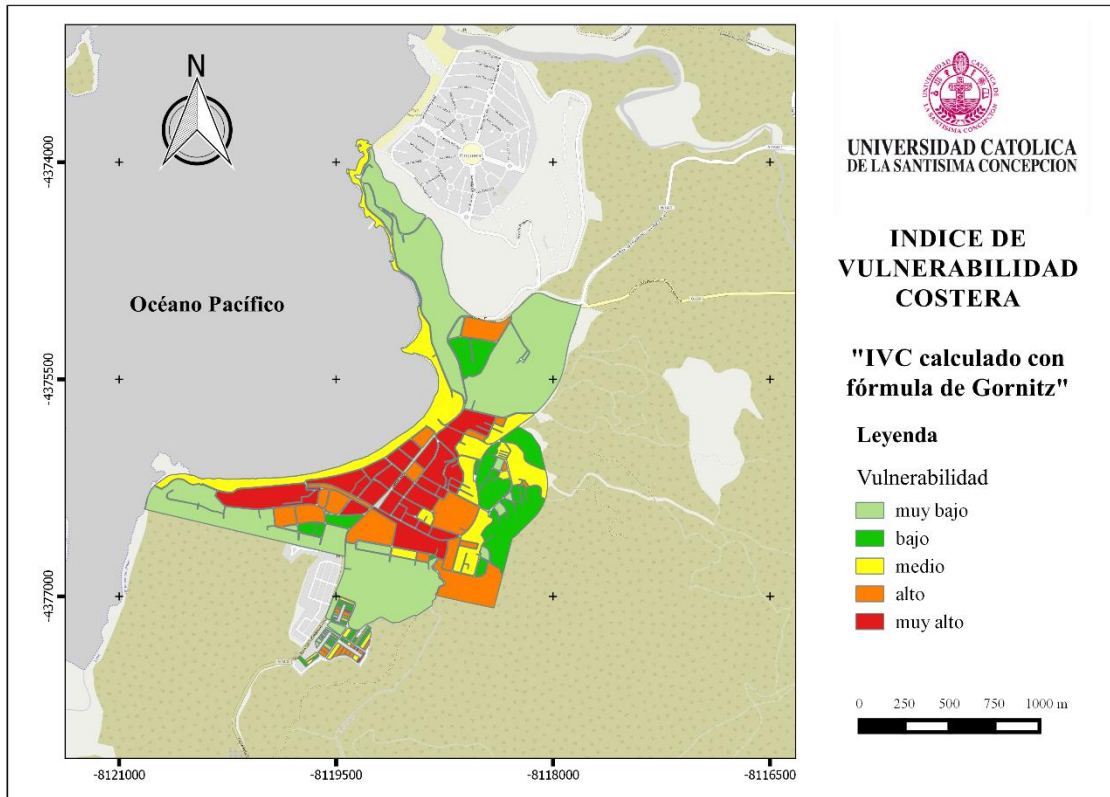 N
Océano Pacífico
-4374000
-4375500
-4377000
-8121000
-8119500
-8118000
-8116500
UNIVERSIDAD CATOLICA
DE LA SANTISIMA CONCEPCION
INDICE DE
VULNERABILIDAD
COSTERA
"IVC calculado con
fórmula de Gornitz"
Leyenda
Vulnerabilidad
muy bajo
bajo
medio
alto
muy alto
0 250 500 750 1000 m